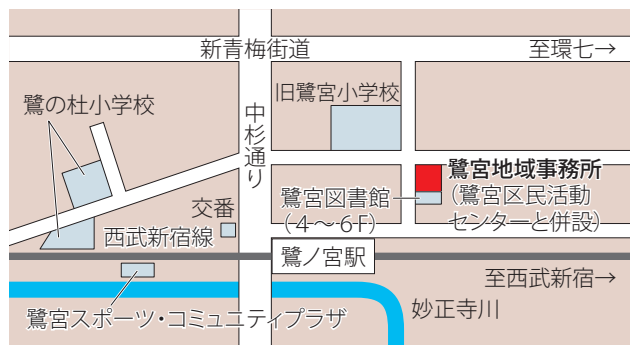 新青梅街道
至環七→
鷺の杜小学校
中杉通り
旧鷺宮小学校
鷺宮地域事務所
(鷺宮区民活動
センターと併設)
鷺宮図書館
(4〜6F)
交番
西武新宿線
鷺ノ宮駅
至西武新宿→
鷺宮スポーツ・コミュニティプラザ
妙正寺川